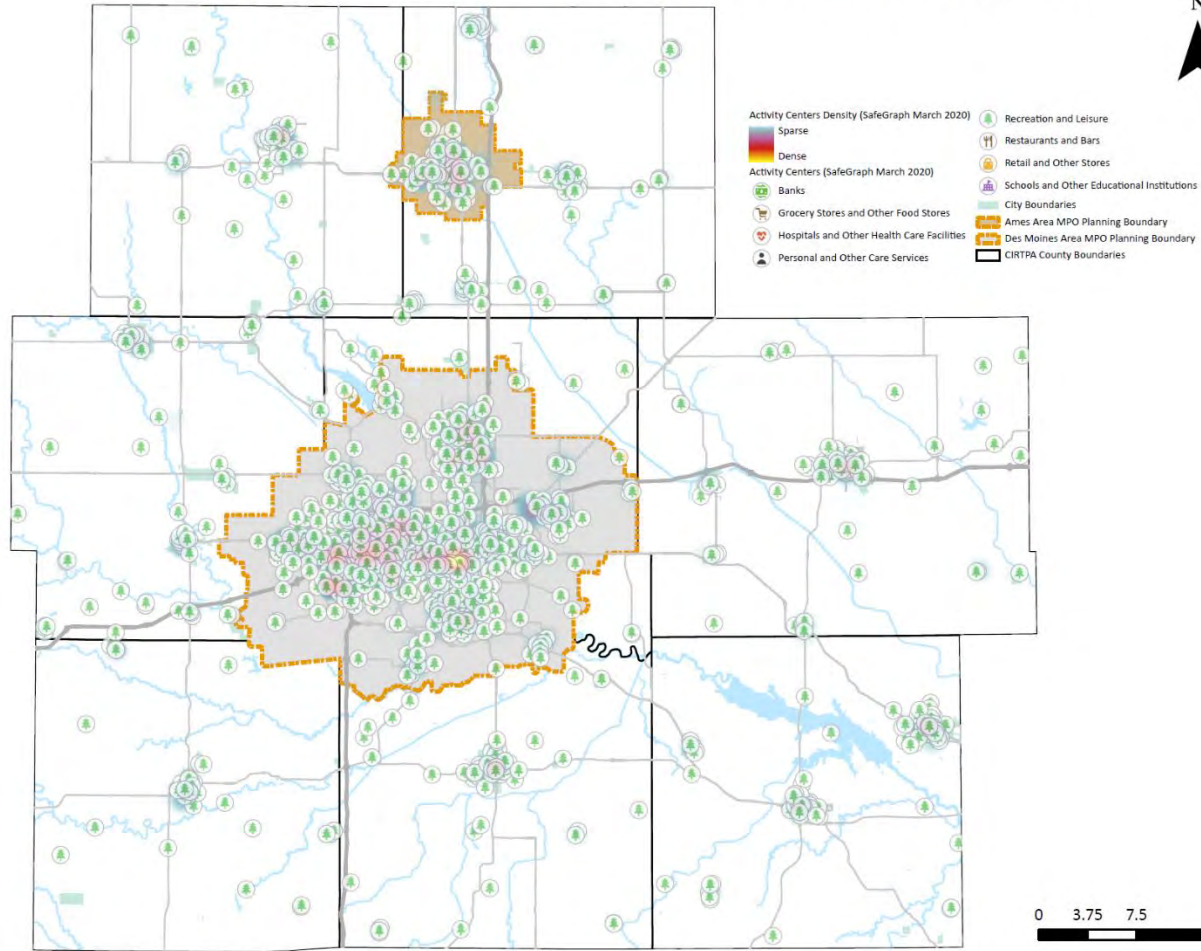 N
Activity Centers Density (SafeGraph March 2020)
Sparse
Dense
Activity Centers (SafeGraph March 2020)
Banks
Grocery Stores and Other Food Stores
Hospitals and Other Health Care Facilities
Personal and Other Care Services
Recreation and Leisure
Restaurants and Bars
Retail and Other Stores
Schools and Other Educational Institutions
City Boundaries
Ames Area MPO Planning Boundary
Des Moines Area MPO Planning Boundary
CIRTPA County Boundaries
0 3.75 7.5